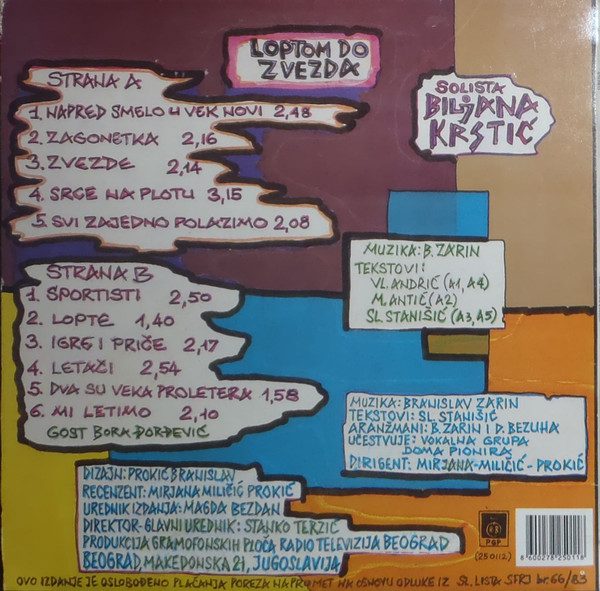 LOPTOM DO
ZVEZDA
SOLISTA
BILJANA
KRSTIĆ
STRANA A
1. NAPRED SMELO U VEK NOVI 2,48
2. ZAGONETKA 2,16
3. ZVEZDE 2,14
4. SRCE NA PLOTU 3,15
5. SVI ZAJEDNO POLAZIMO 2,08
STRANA B
1. SPORTISTI 2,50
2. LOPTE 1,40
3. IGRE I PRIČE 2,17
4. LETAČI 2,54
5. DVA SU VEKA PROLETERA 1,58
6. MI LETIMO 2,10
GOST BORA ĐORĐEVIĆ
MUZIKA: B. ZARIN
TEKSTOVI:
VL. ANDRIĆ (A1, A4)
M. ANTIĆ (A2)
SL. STANIŠIĆ (A3, A5)
MUZIKA: BRANISLAV ZARIN
TEKSTOVI: SL. STANIŠIĆ
ARANŽMANI: B. ZARIN I D. BEZUHA
UČESTVUJE: VOKALNA GRUPA
DOMA PIONIRA
DIRIGENT: MIRJANA-MILIČIĆ-PROKIĆ
DIZAJN: PROKIĆ BRANISLAV
RECENZENT: MIRJANA MILIČIĆ PROKIĆ
UREDNIK IZDANJA: MAGDA BEZDAN
DIREKTOR-GLAVNI UREDNIK: STANKO TERZIĆ
PRODUKCIJA GRAMOFONSKIH PLOČA RADIO TELEVIZIJA BEOGRAD
BEOGRAD, MAKEDONSKA 21, JUGOSLAVIJA
PGP
(250112)
8600278250118
OVO IZDANJE JE OSLOBOĐENO PLAĆANJA POREZA NA PROMET NA OSNOVU ODLUKE IZ SL. LISTA SFRJ br. 66/83